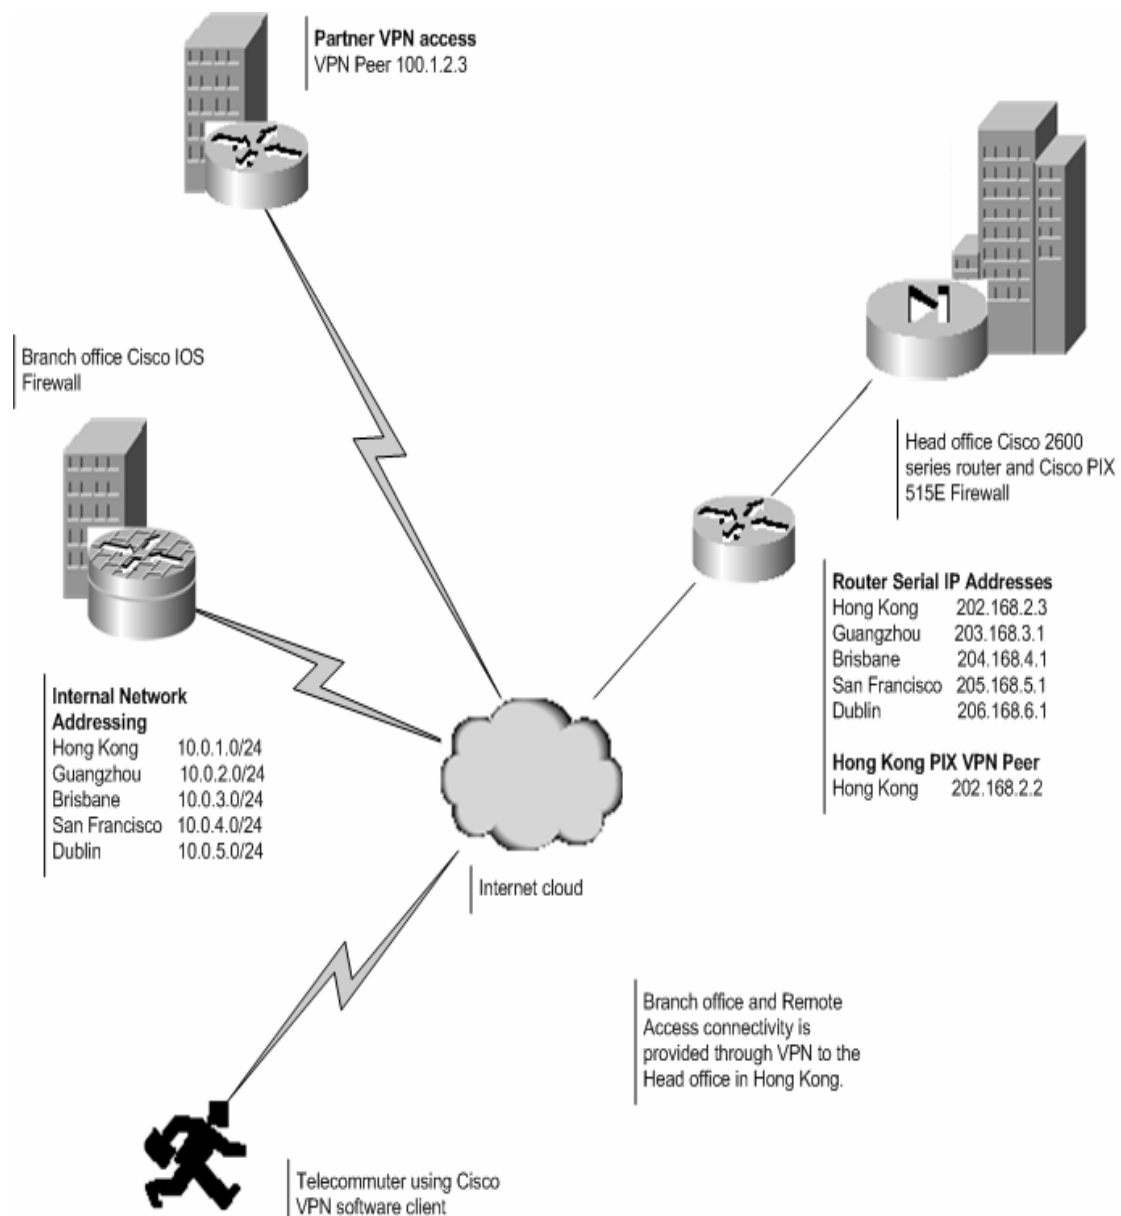 Partner VPN access
VPN Peer 100.1.2.3
Branch office Cisco IOS
Firewall
Head office Cisco 2600
series router and Cisco PIX
515E Firewall
Router Serial IP Addresses
Hong Kong 202.168.2.3
Guangzhou 203.168.3.1
Brisbane 204.168.4.1
San Francisco 205.168.5.1
Dublin 206.168.6.1
Hong Kong PIX VPN Peer
Hong Kong 202.168.2.2
Internal Network
Addressing
Hong Kong 10.0.1.0/24
Guangzhou 10.0.2.0/24
Brisbane 10.0.3.0/24
San Francisco 10.0.4.0/24
Dublin 10.0.5.0/24
Internet cloud
Branch office and Remote
Access connectivity is
provided through VPN to the
Head office in Hong Kong.
Telecommuter using Cisco
VPN software client